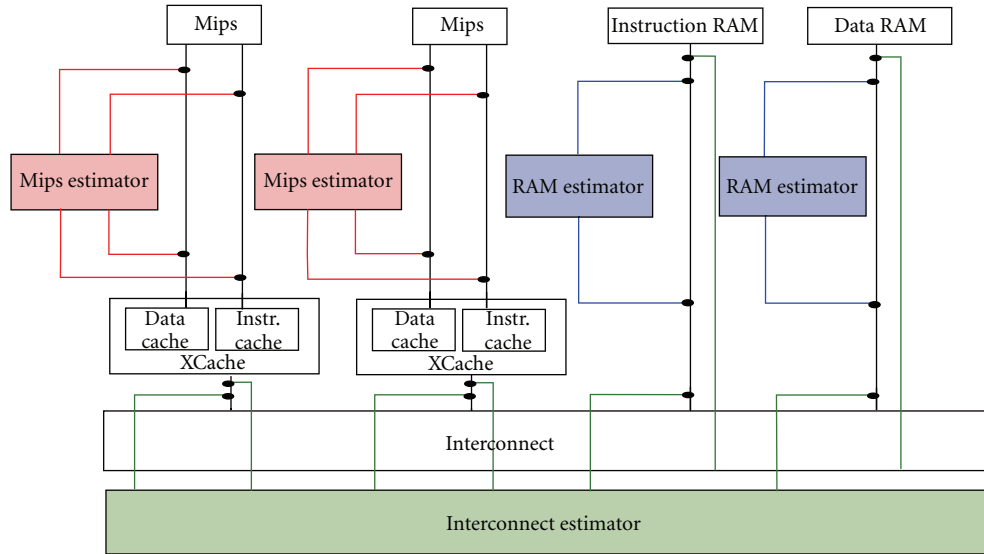 Mips
Mips
Instruction RAM
Data RAM
Mips estimator
Mips estimator
RAM estimator
RAM estimator
Data
cache
Instr.
cache
XCache
Data
cache
Instr.
cache
XCache
Interconnect
Interconnect estimator